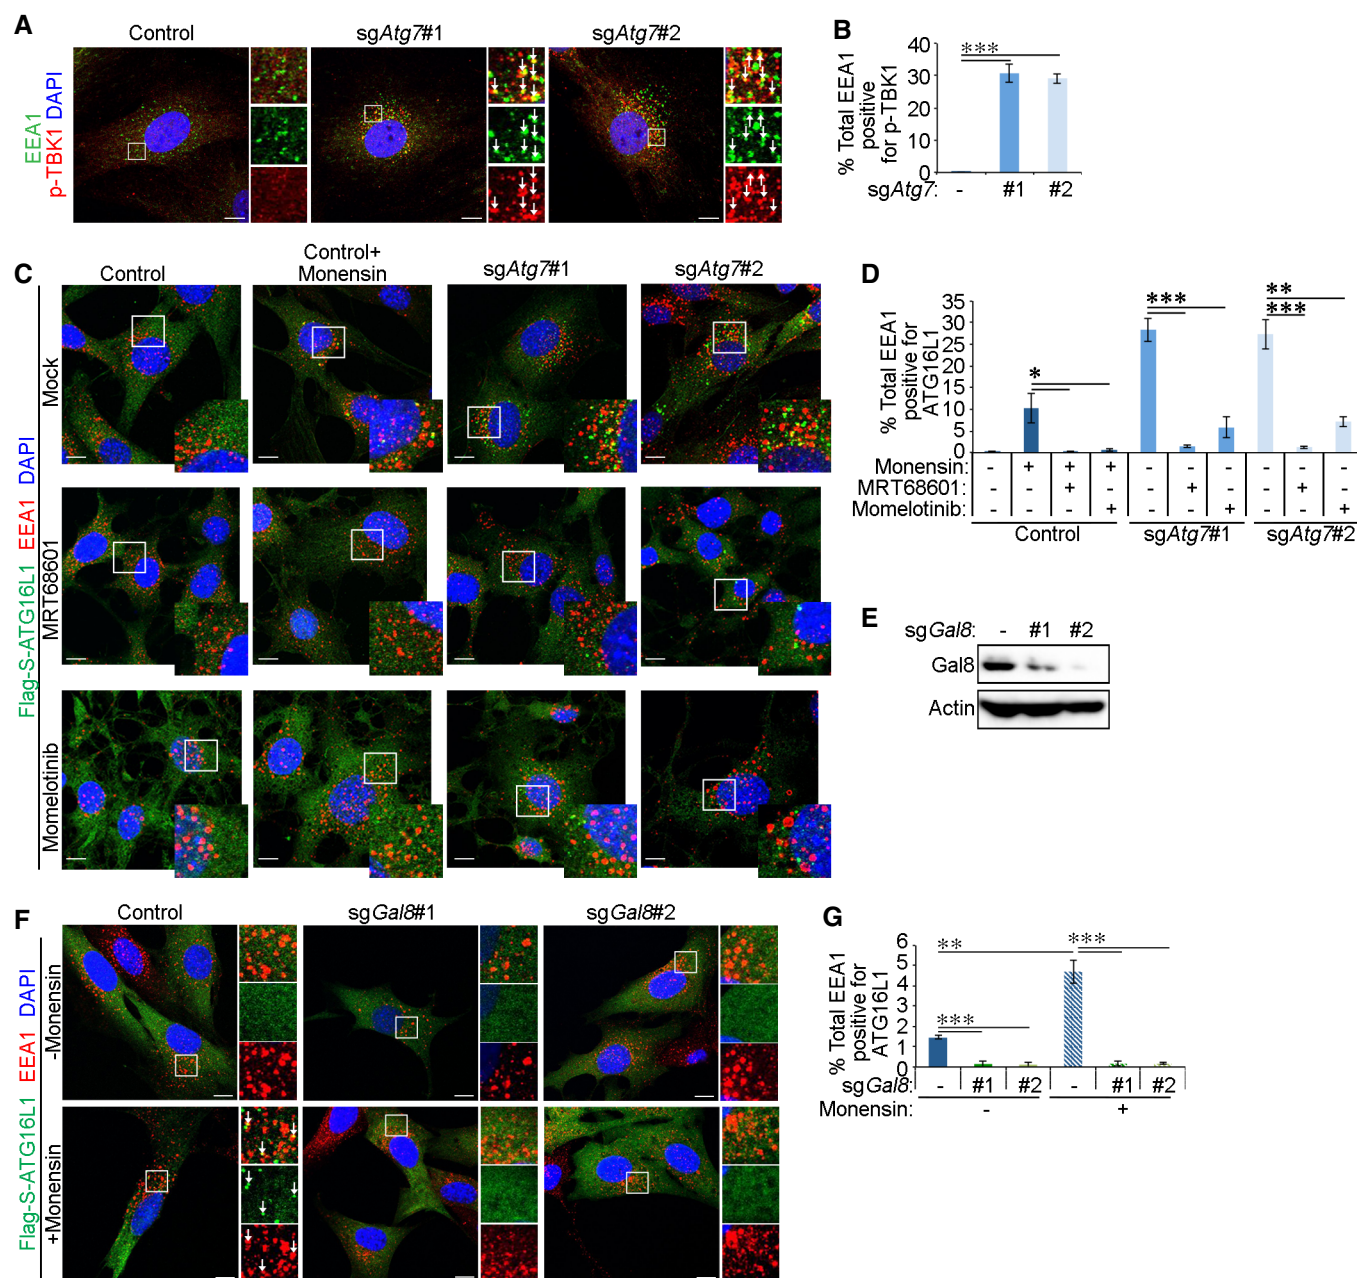 A
Control
sgAtg7#1
sgAtg7#2
EEA1
p-TBK1 DAPI
B
% Total EEA1
positive
for p-TBK1
40
30
20
10
0
***
sgAtg7: - #1 #2
C
Control
Control+
Monensin
sgAtg7#1
sgAtg7#2
Flag-S-ATG16L1 EEA1 DAPI
Mock
MRT68601
Momelotinib
D
% Total EEA1
positive for
ATG16L1
35
30
25
20
15
10
5
0
*
***
**
***
Monensin: - + + + - - - - - -
MRT68601: - - + - - + - - + -
Momelotinib: - - - + - - + - - +
Control sgAtg7#1 sgAtg7#2
E
sgGal8: - #1 #2
Gal8
Actin
F
Control
sgGal8#1
sgGal8#2
Flag-S-ATG16L1 EEA1 DAPI
-Monensin
+Monensin
G
% Total EEA1
positive for
ATG16L1
6
5
4
3
2
1
0
***
**
***
sgGal8: - #1 #2 - #1 #2
Monensin: - +